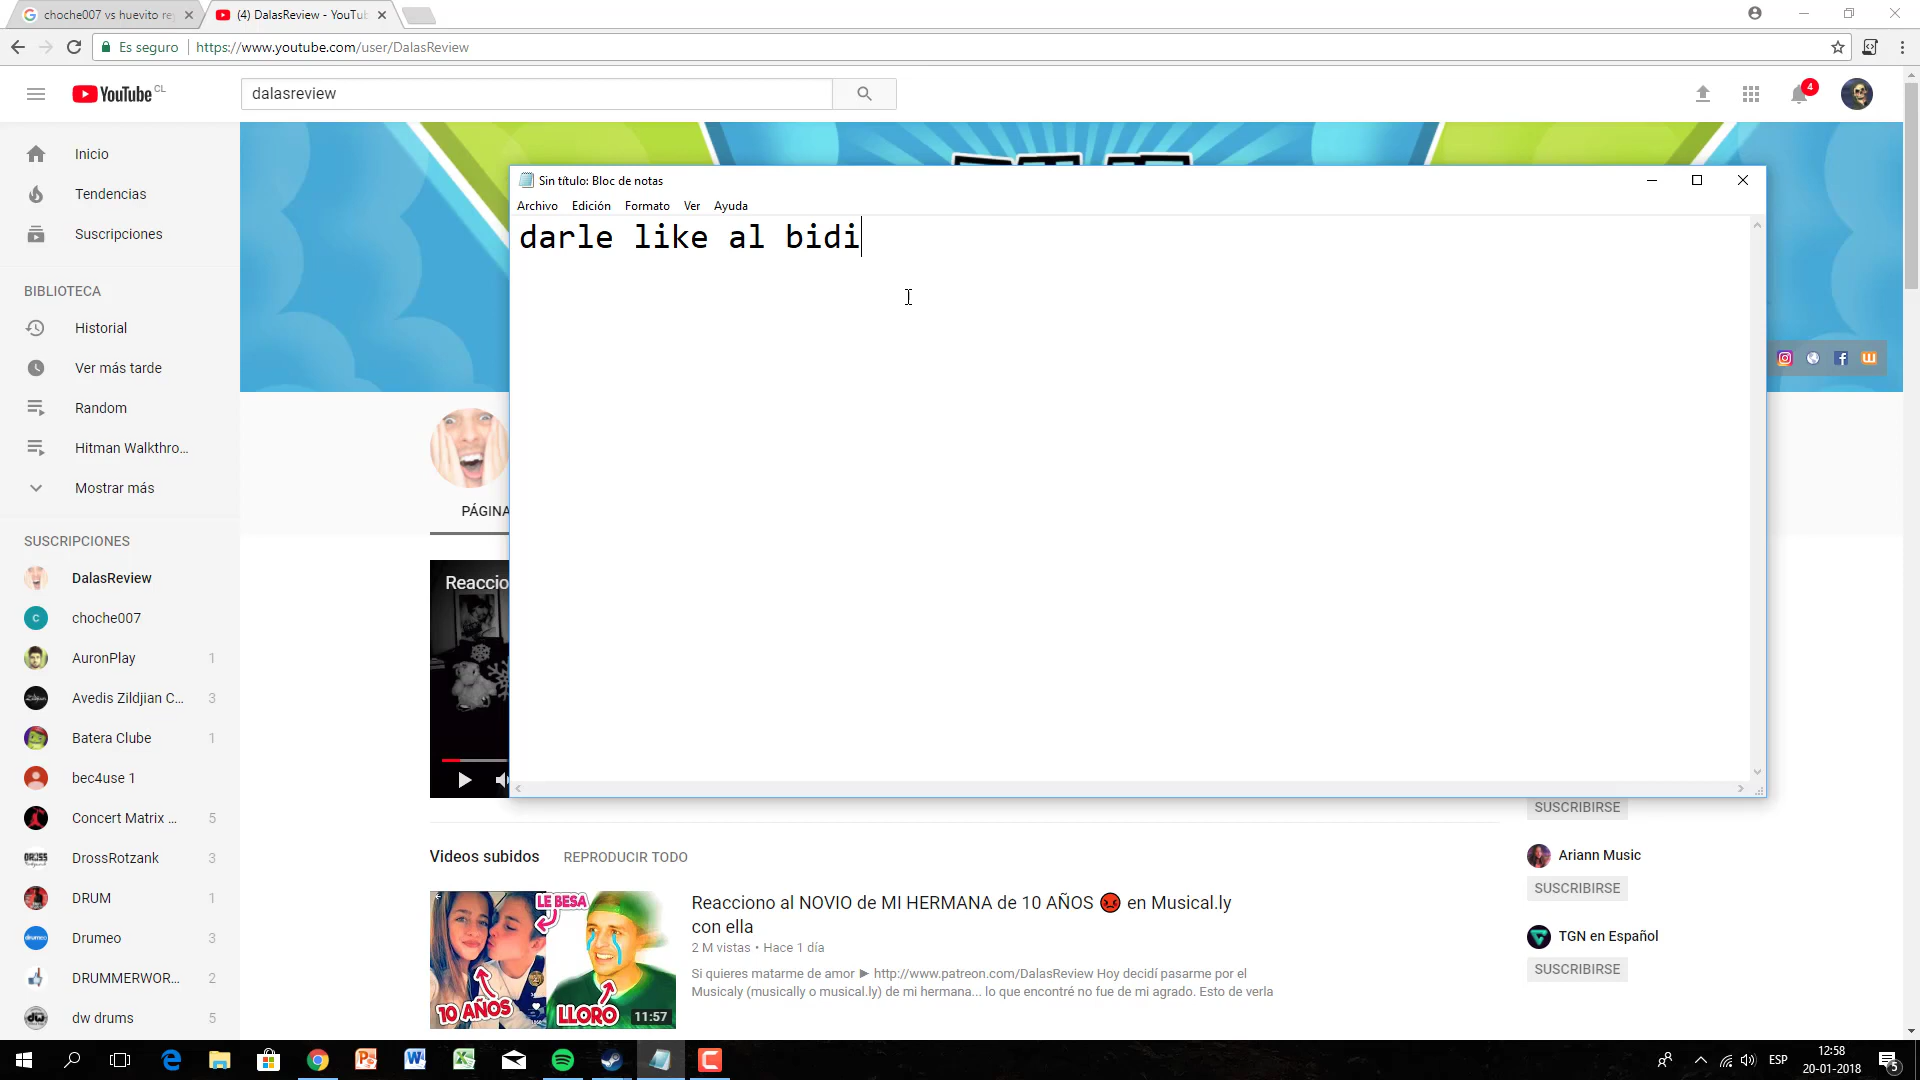 choche007 vs huevito re
(4) DalasReview - YouTub
Es seguro
https://www.youtube.com/user/DalasReview
YouTube CL
dalasreview
4
Inicio
Tendencias
Suscripciones
BIBLIOTECA
Historial
Ver más tarde
Random
Hitman Walkthro...
Mostrar más
SUSCRIPCIONES
DalasReview
choche007
AuronPlay 1
Avedis Zildjian C... 3
Batera Clube 1
bec4use 1
Concert Matrix ... 5
DrossRotzank 3
DRUM 1
Drumeo 3
DRUMMERWOR... 2
dw drums 5
Sin título: Bloc de notas
Archivo Edición Formato Ver Ayuda
darle like al bidi
PÁGINA
Reaccio
Videos subidos REPRODUCIR TODO
LE BESA
10 AÑOS
LLORO
11:57
Reacciono al NOVIO de MI HERMANA de 10 AÑOS 😡 en Musical.ly
con ella
2 M vistas • Hace 1 día
Si quieres matarme de amor ► http://www.patreon.com/DalasReview Hoy decidí pasarme por el
Musicaly (musically o musical.ly) de mi hermana... lo que encontré no fue de mi agrado. Esto de verla
SUSCRIBIRSE
Ariann Music
SUSCRIBIRSE
TGN en Español
SUSCRIBIRSE
ESP
12:58
20-01-2018
5